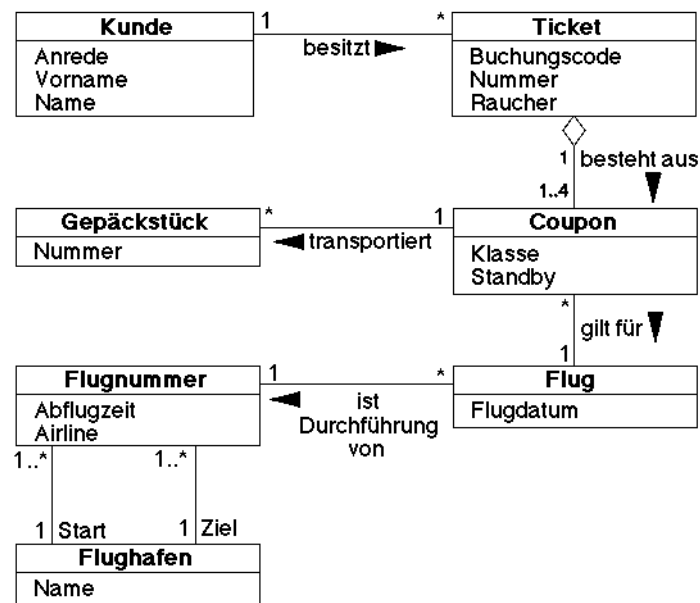 Kunde
Anrede
Vorname
Name
1
besitzt
*
Ticket
Buchungscode
Nummer
Raucher
1
besteht aus
1..4
Gepäckstück
Nummer
*
transportiert
1
Coupon
Klasse
Standby
*
gilt für
1
Flugnummer
Abflugzeit
Airline
1
ist
Durchführung
von
*
Flug
Flugdatum
1..*
1..*
1 Start
1 Ziel
Flughafen
Name